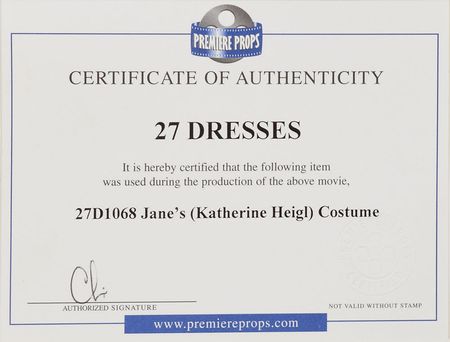 PREMIERE PROPS
CERTIFICATE OF AUTHENTICITY
27 DRESSES
It is hereby certified that the following item
was used during the production of the above movie,
27D1068 Jane's (Katherine Heigl) Costume
AUTHORIZED SIGNATURE
NOT VALID WITHOUT STAMP
www.premiereprops.com